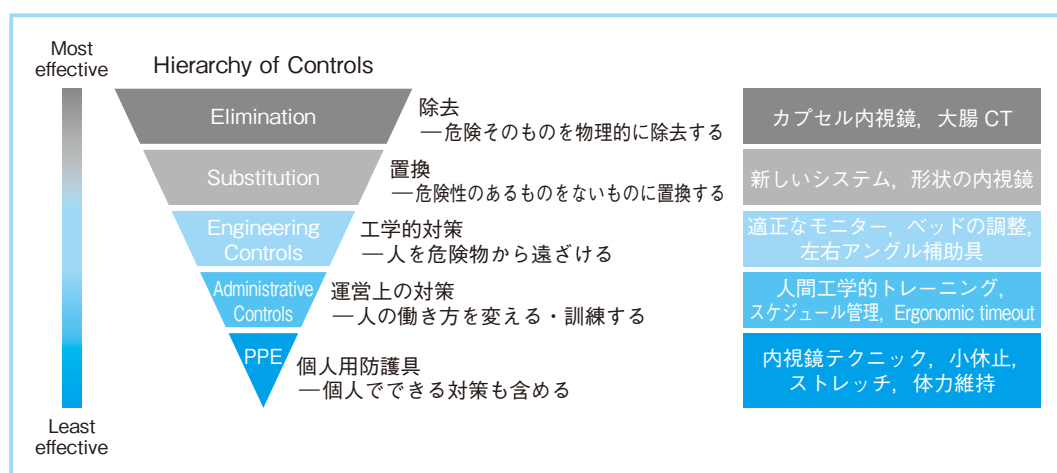 Most
effective
Hierarchy of Controls
Elimination
除去
—危険そのものを物理的に除去する
カプセル内視鏡，大腸 CT
Substitution
置換
—危険性のあるものをないものに置換する
新しいシステム，形状の内視鏡
Engineering
Controls
工学的対策
—人を危険物から遠ざける
適正なモニター，ベッドの調整，
左右アングル補助具
Administrative
Controls
運営上の対策
—人の働き方を変える・訓練する
人間工学的トレーニング，
スケジュール管理，Ergonomic timeout
PPE
個人用防護具
—個人でできる対策も含める
内視鏡テクニック，小休止，
ストレッチ，体力維持
Least
effective